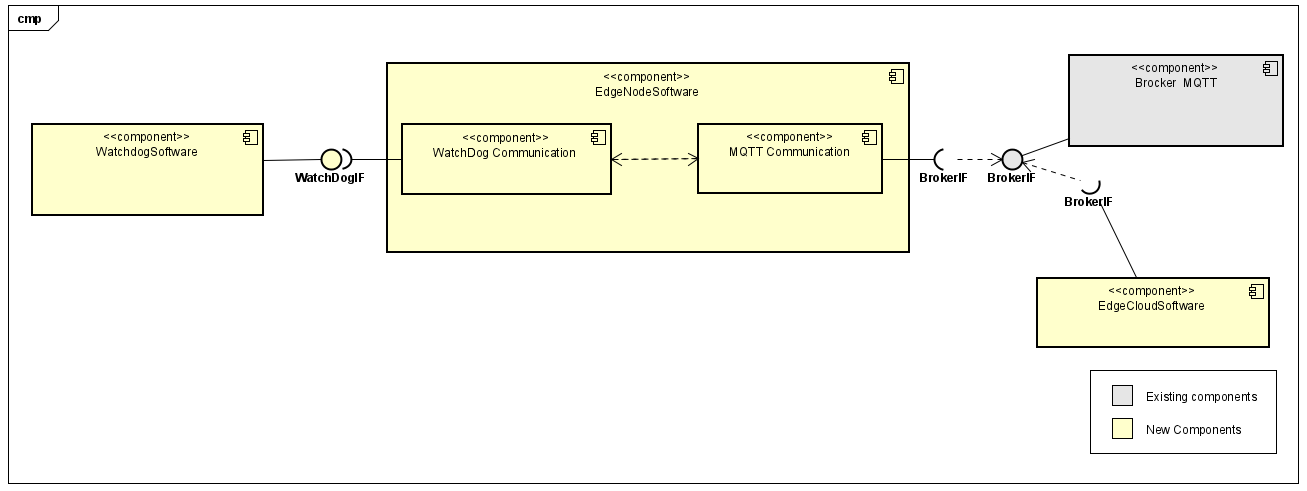 cmp
<<component>>
EdgeNodeSoftware
<<component>>
Brocker MQTT
<<component>>
WatchdogSoftware
WatchDogIF
<<component>>
WatchDog Communication
<<component>>
MQTT Communication
BrokerIF
BrokerIF
BrokerIF
<<component>>
EdgeCloudSoftware
Existing components
New Components